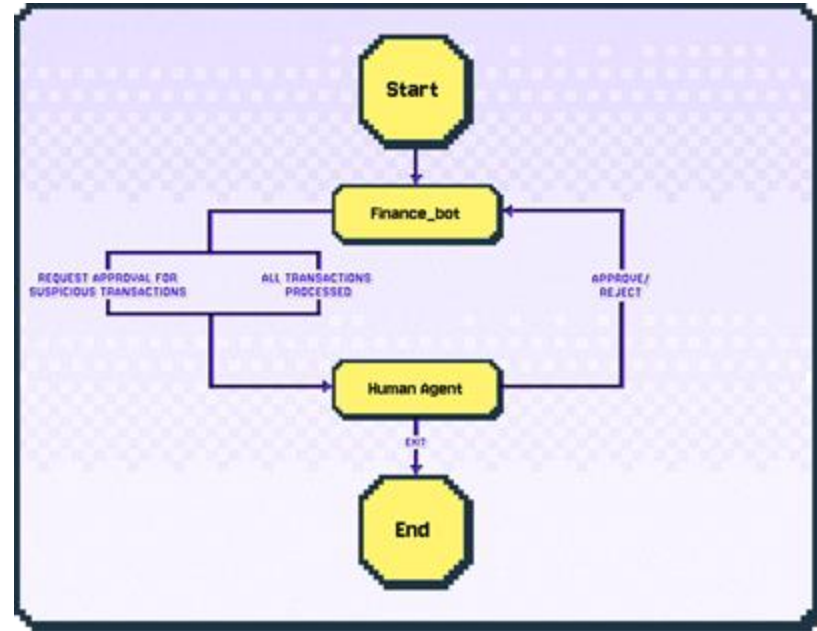 Start
Finance_bot
REQUEST APPROVAL FOR
SUSPICIOUS TRANSACTIONS
ALL TRANSACTIONS
PROCESSED
APPROVE/
REJECT
Human Agent
EXIT
End